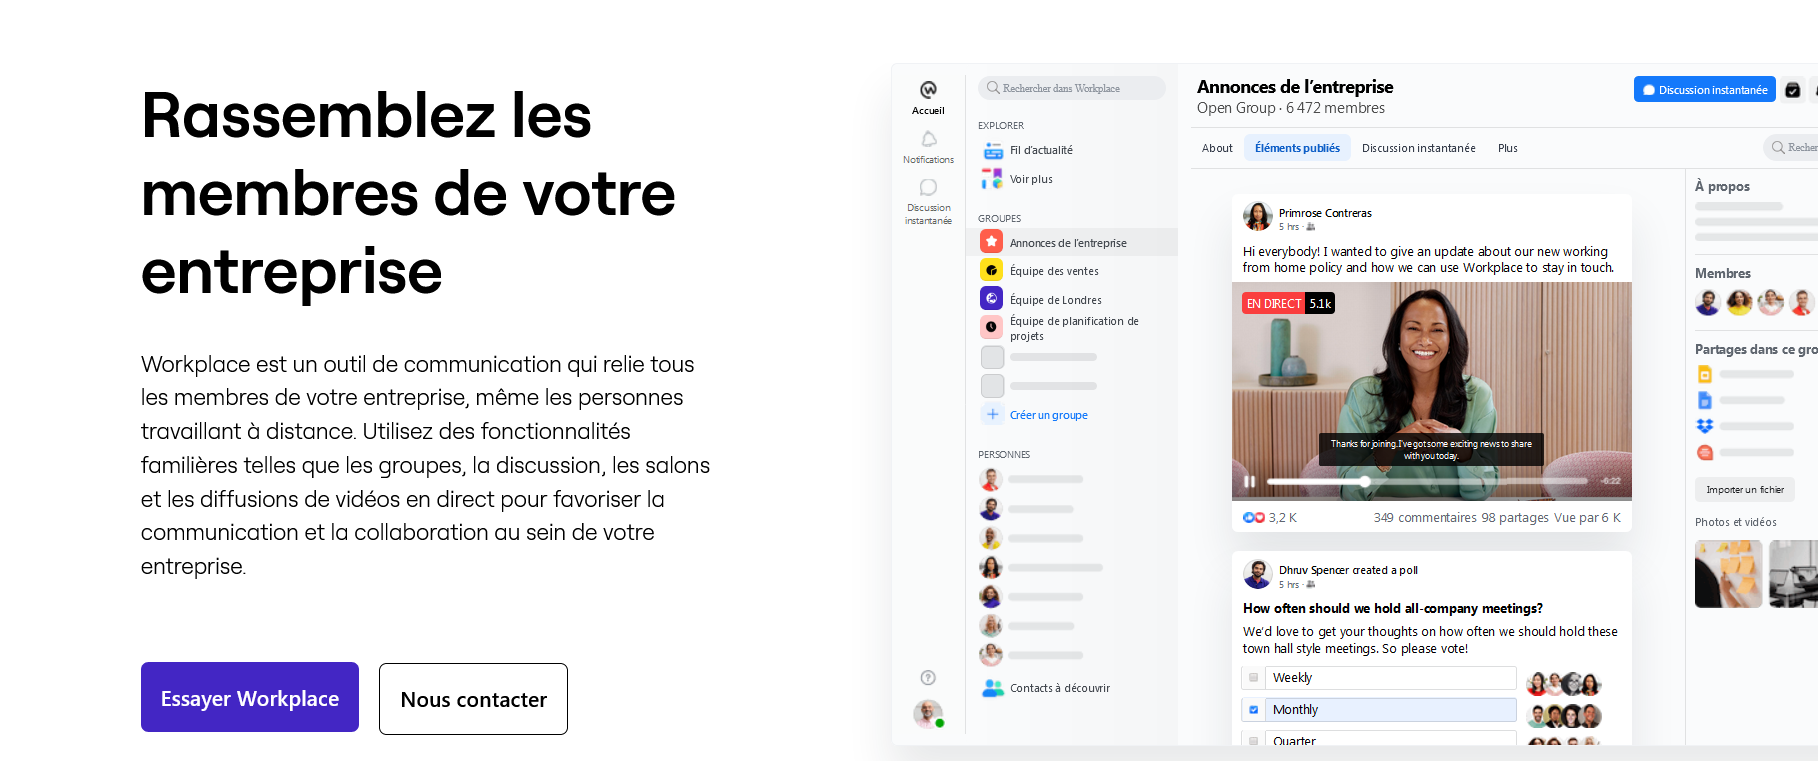 Rassemblez les
membres de votre
entreprise
Workplace est un outil de communication qui relie tous
les membres de votre entreprise, même les personnes
travaillant à distance. Utilisez des fonctionnalités
familières telles que les groupes, la discussion, les salons
et les diffusions de vidéos en direct pour favoriser la
communication et la collaboration au sein de votre
entreprise.
Essayer Workplace
Nous contacter
Accueil
Notifications
Discussion
instantanée
Rechercher dans Workplace
EXPLORER
Fil d'actualité
Voir plus
GROUPES
Annonces de l'entreprise
Équipe des ventes
Équipe de Londres
Équipe de planification de
projets
Créer un groupe
PERSONNES
Contacts à découvrir
Annonces de l'entreprise
Open Group · 6 472 membres
Discussion instantanée
About
Éléments publiés
Discussion instantanée
Plus
Primrose Contreras
5 hrs ·
Hi everybody! I wanted to give an update about our new working
from home policy and how we can use Workplace to stay in touch.
EN DIRECT 5.1k
Thanks for joining. I've got some exciting news to share
with you today.
-6:22
3,2 K
349 commentaires 98 partages Vue par 6 K
Dhruv Spencer created a poll
5 hrs ·
How often should we hold all-company meetings?
We'd love to get your thoughts on how often we should hold these
town hall style meetings. So please vote!
Weekly
Monthly
Quarter
À propos
Membres
Partages dans ce gro
Importer un fichier
Photos et vidéos